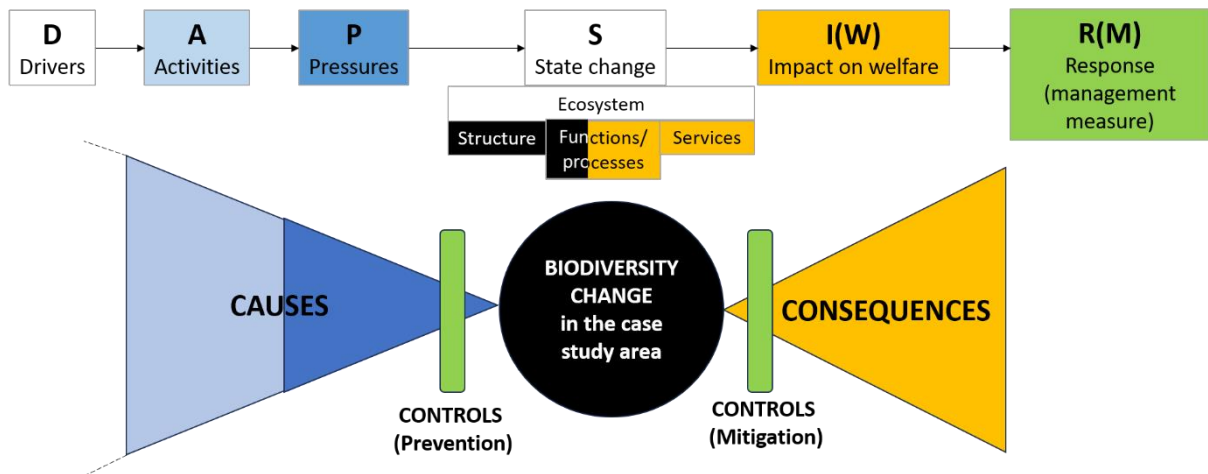 D
Drivers
A
Activities
P
Pressures
S
State change
I(W)
Impact on welfare
R(M)
Response
(management
measure)
Ecosystem
Structure
Functions/
processes
Services
CAUSES
BIODIVERSITY
CHANGE
in the case
study area
CONSEQUENCES
CONTROLS
(Prevention)
CONTROLS
(Mitigation)